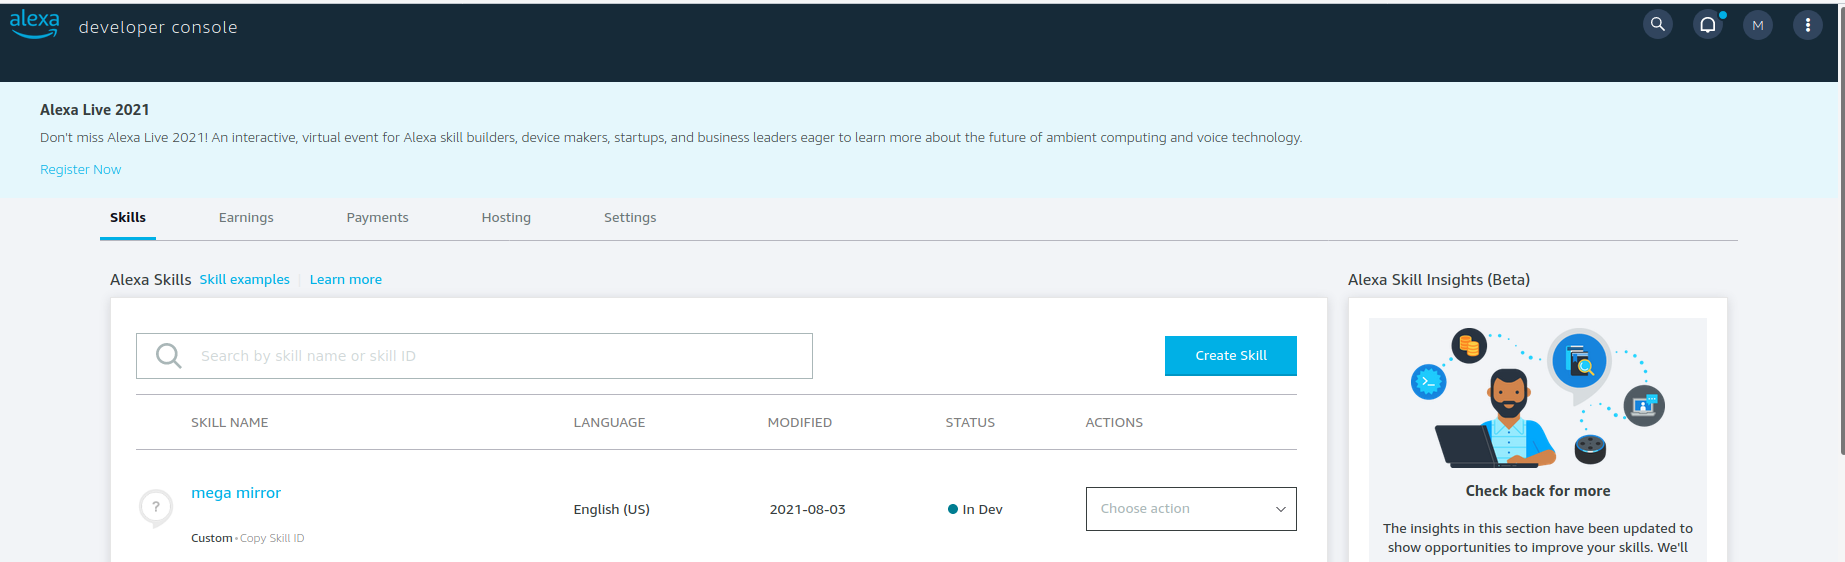 alexa developer console
M
Alexa Live 2021
Don't miss Alexa Live 2021! An interactive, virtual event for Alexa skill builders, device makers, startups, and business leaders eager to learn more about the future of ambient computing and voice technology.
Register Now
Skills Earnings Payments Hosting Settings
Alexa Skills Skill examples Learn more
Alexa Skill Insights (Beta)
Search by skill name or skill ID
Create Skill
SKILL NAME LANGUAGE MODIFIED STATUS ACTIONS
?
mega mirror
English (US) 2021-08-03 In Dev Choose action
Custom • Copy Skill ID
Check back for more
The insights in this section have been updated to
show opportunities to improve your skills. We'll